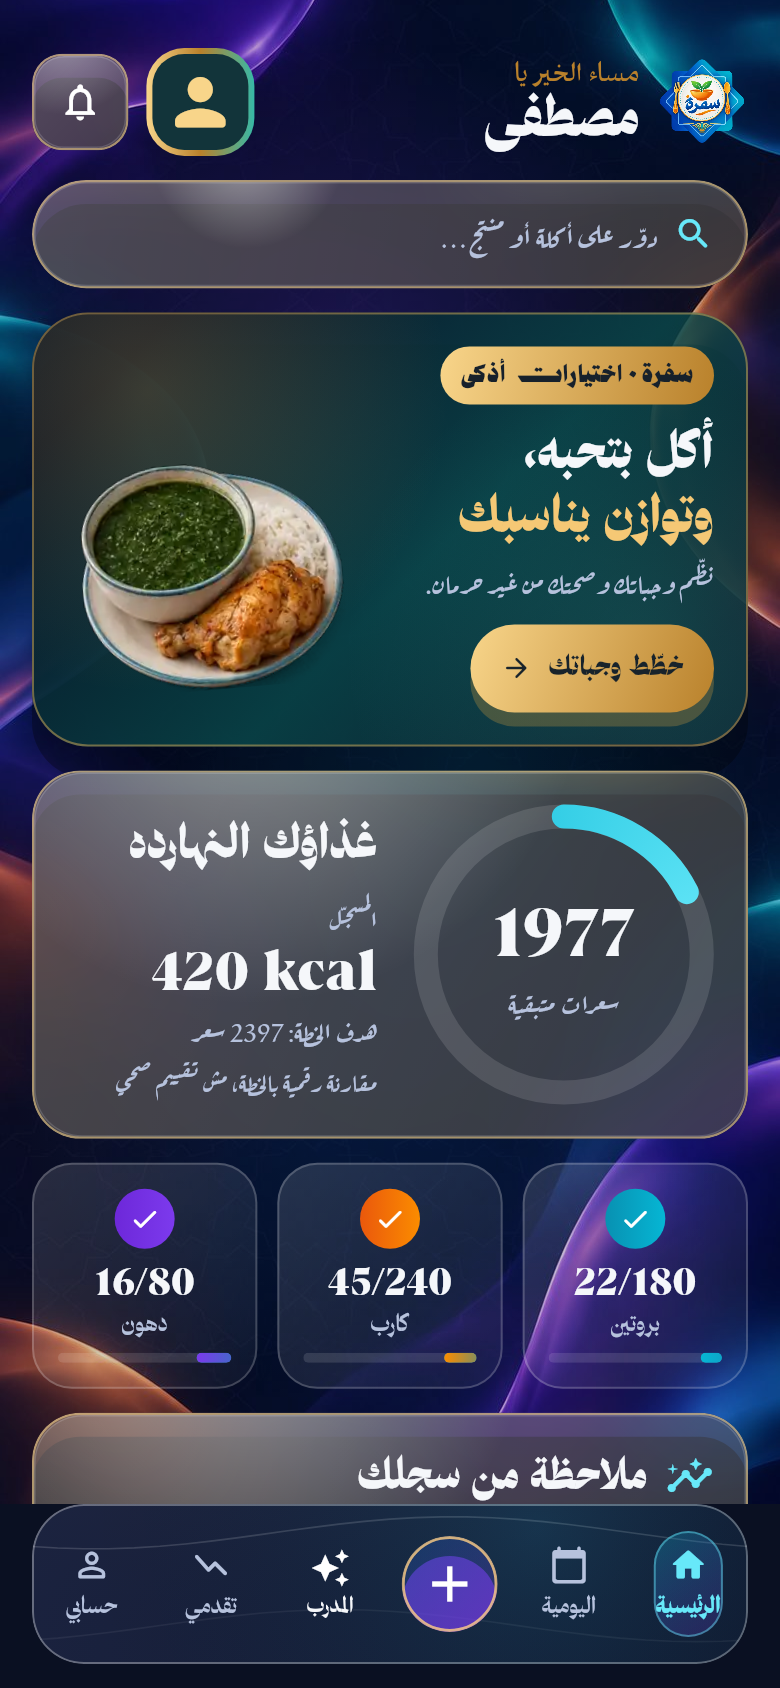 مساء الخير يا
مصطفى
سفرة
دوّر على أكلة أو منتج...
سفرة • اختيارات أذكى
أكل بتحبه،
وتوازن يناسبك
نظّم وجباتك وصحتك من غير حرمان.
خطّط وجباتك
1977
سعرات متبقية
غذاؤك النهارده
المسجّل
420 kcal
هدف الخطة: 2397 سعر
مقارنة رقمية بالخطة، مش تقييم صحي
22/180
بروتين
45/240
كارب
16/80
دهون
ملاحظة من سجلك
الرئيسية
اليومية
المدرب
تقدمي
حسابي